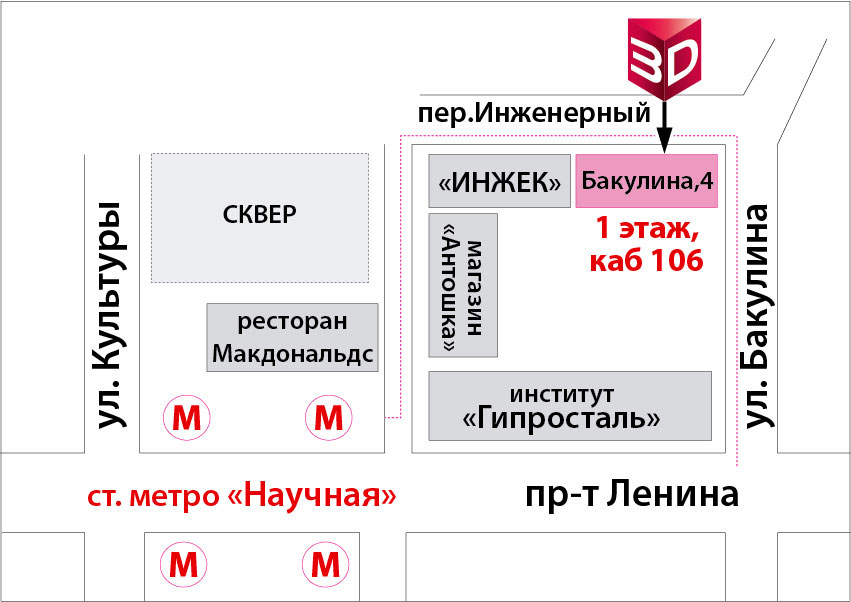 3D
пер.Инженерный
«ИНЖЕК»
Бакулина,4
1 этаж,
каб 106
СКВЕР
ул. Культуры
магазин
«Антошка»
ул. Бакулина
ресторан
Макдональдс
институт
«Гипросталь»
М
М
ст. метро «Научная»
пр-т Ленина
М
М